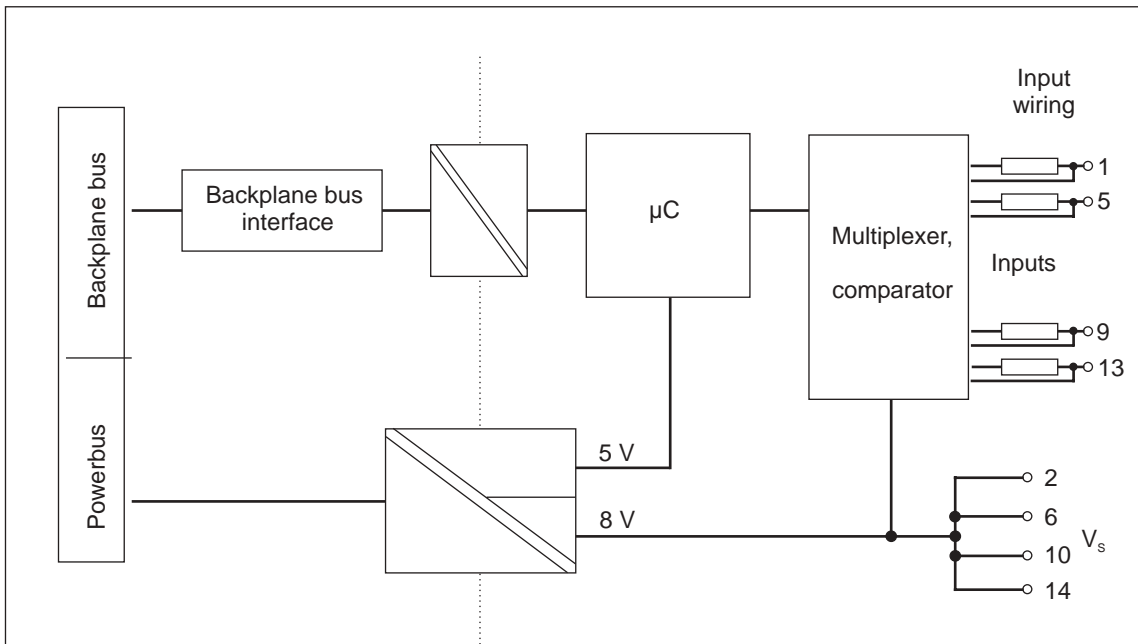 Input
wiring
1
5
Backplane bus
Backplane bus
interface
µC
Multiplexer,
comparator
Inputs
9
13
Powerbus
5 V
8 V
2
6
10
14
Vs